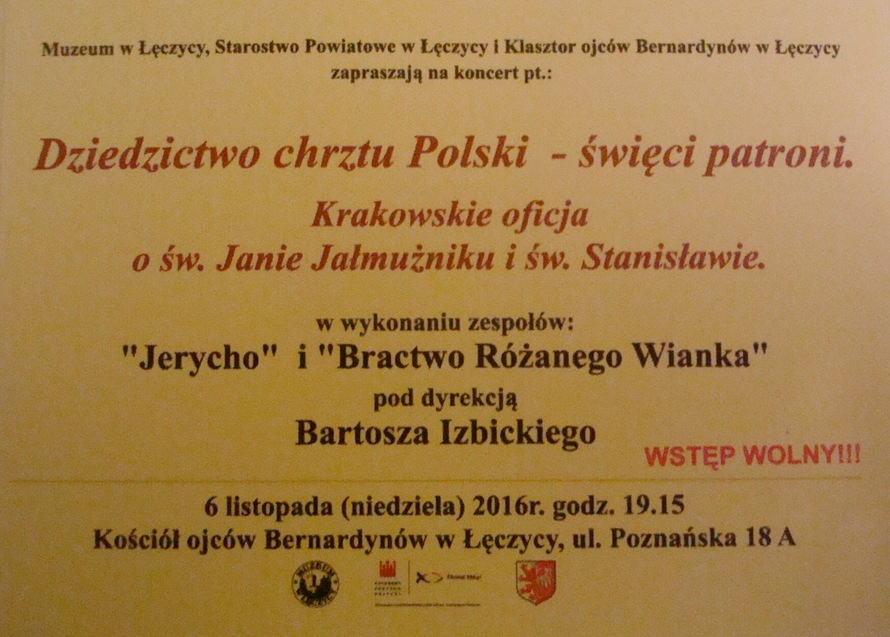 Muzeum w Łęczycy, Starostwo Powiatowe w Łęczycy i Klasztor ojców Bernardynów w Łęczycy
zapraszają na koncert pt.:
Dziedzictwo chrztu Polski - święci patroni.
Krakowskie oficja
o św. Janie Jałmużniku i św. Stanisławie.
w wykonaniu zespołów:
"Jerycho" i "Bractwo Różanego Wianka"
pod dyrekcją
Bartosza Izbickiego
WSTĘP WOLNY!!!
6 listopada (niedziela) 2016r. godz. 19.15
Kościół ojców Bernardynów w Łęczycy, ul. Poznańska 18 A
MUZEUM